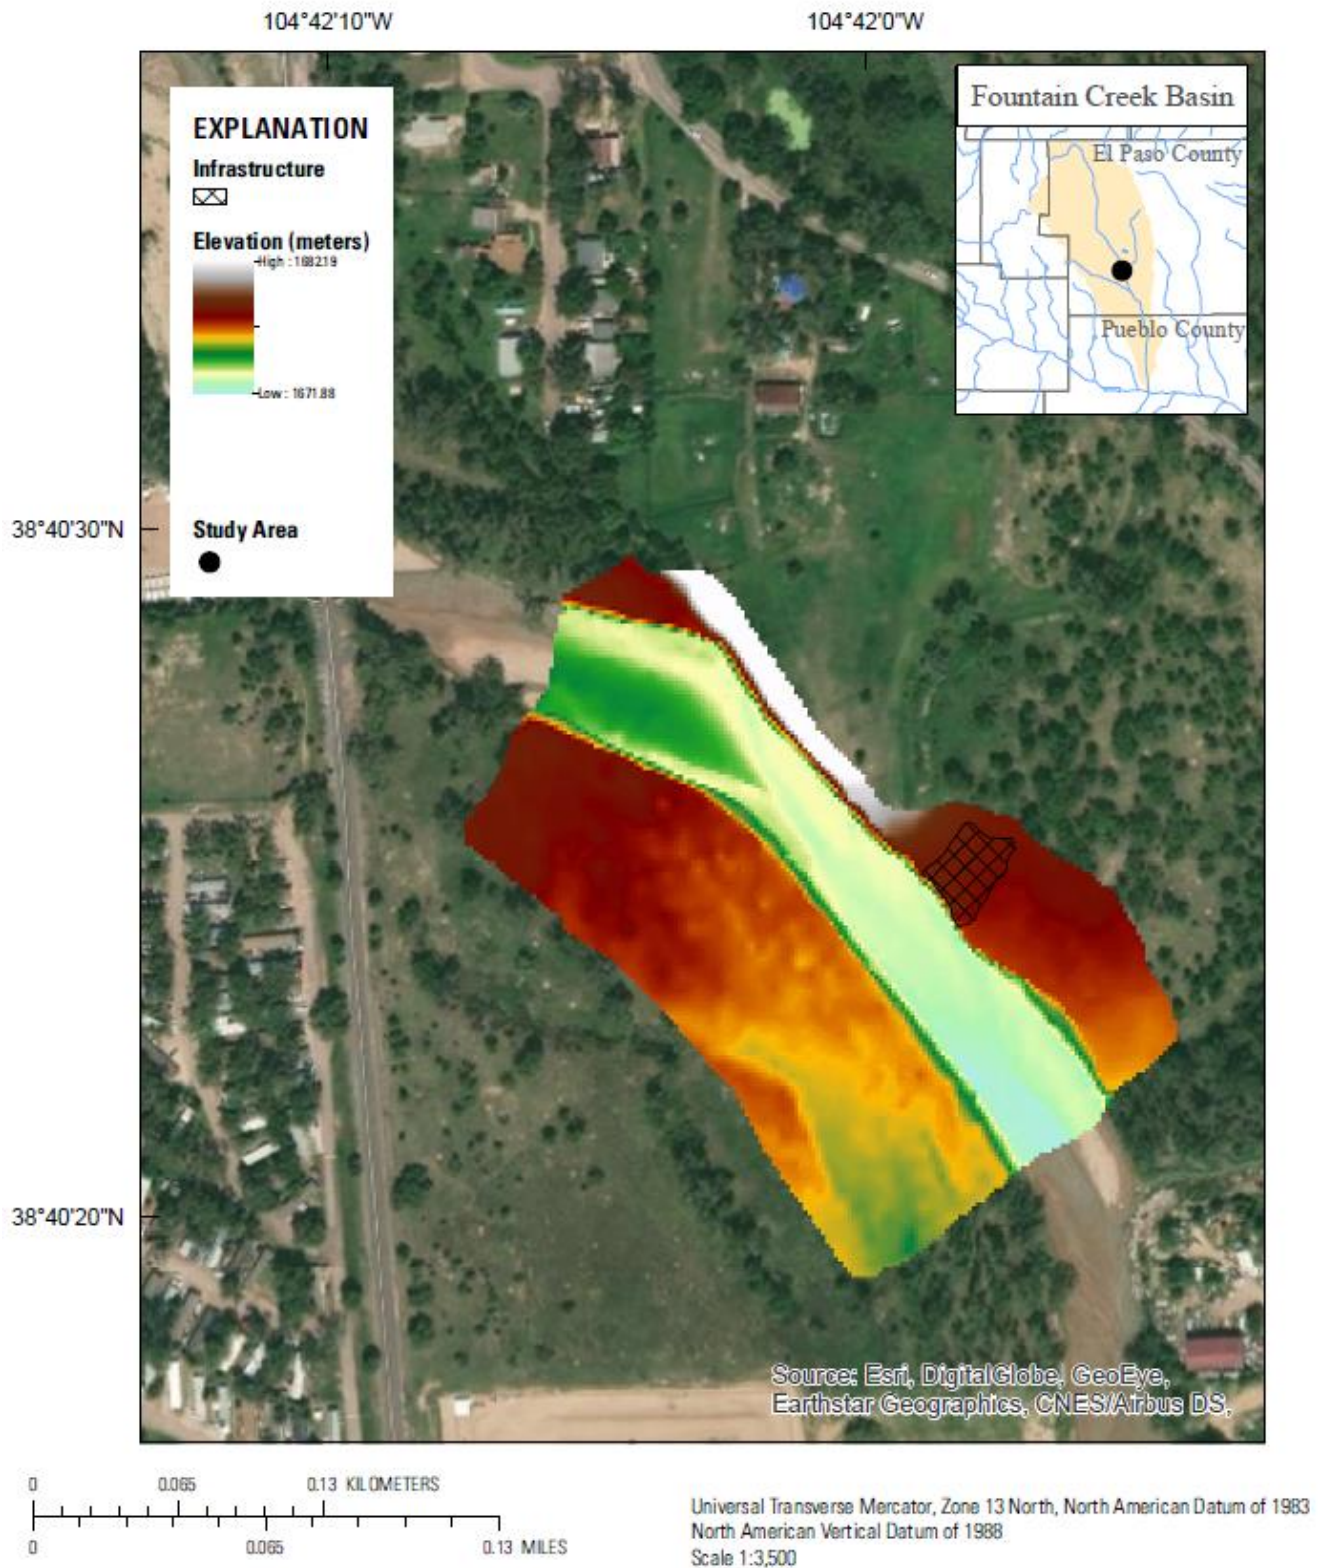 104°42'10"W
104°42'0"W
EXPLANATION
Infrastructure
Elevation (meters)
High : 1682.19
Low : 1671.88
Study Area
Fountain Creek Basin
El Paso County
Pueblo County
38°40'30"N
38°40'20"N
Source: Esri, DigitalGlobe, GeoEye,
Earthstar Geographics, CNES/Airbus DS,
0 0.065 0.13 KILOMETERS
0 0.065 0.13 MILES
Universal Transverse Mercator, Zone 13 North, North American Datum of 1983
North American Vertical Datum of 1988
Scale 1:3,500